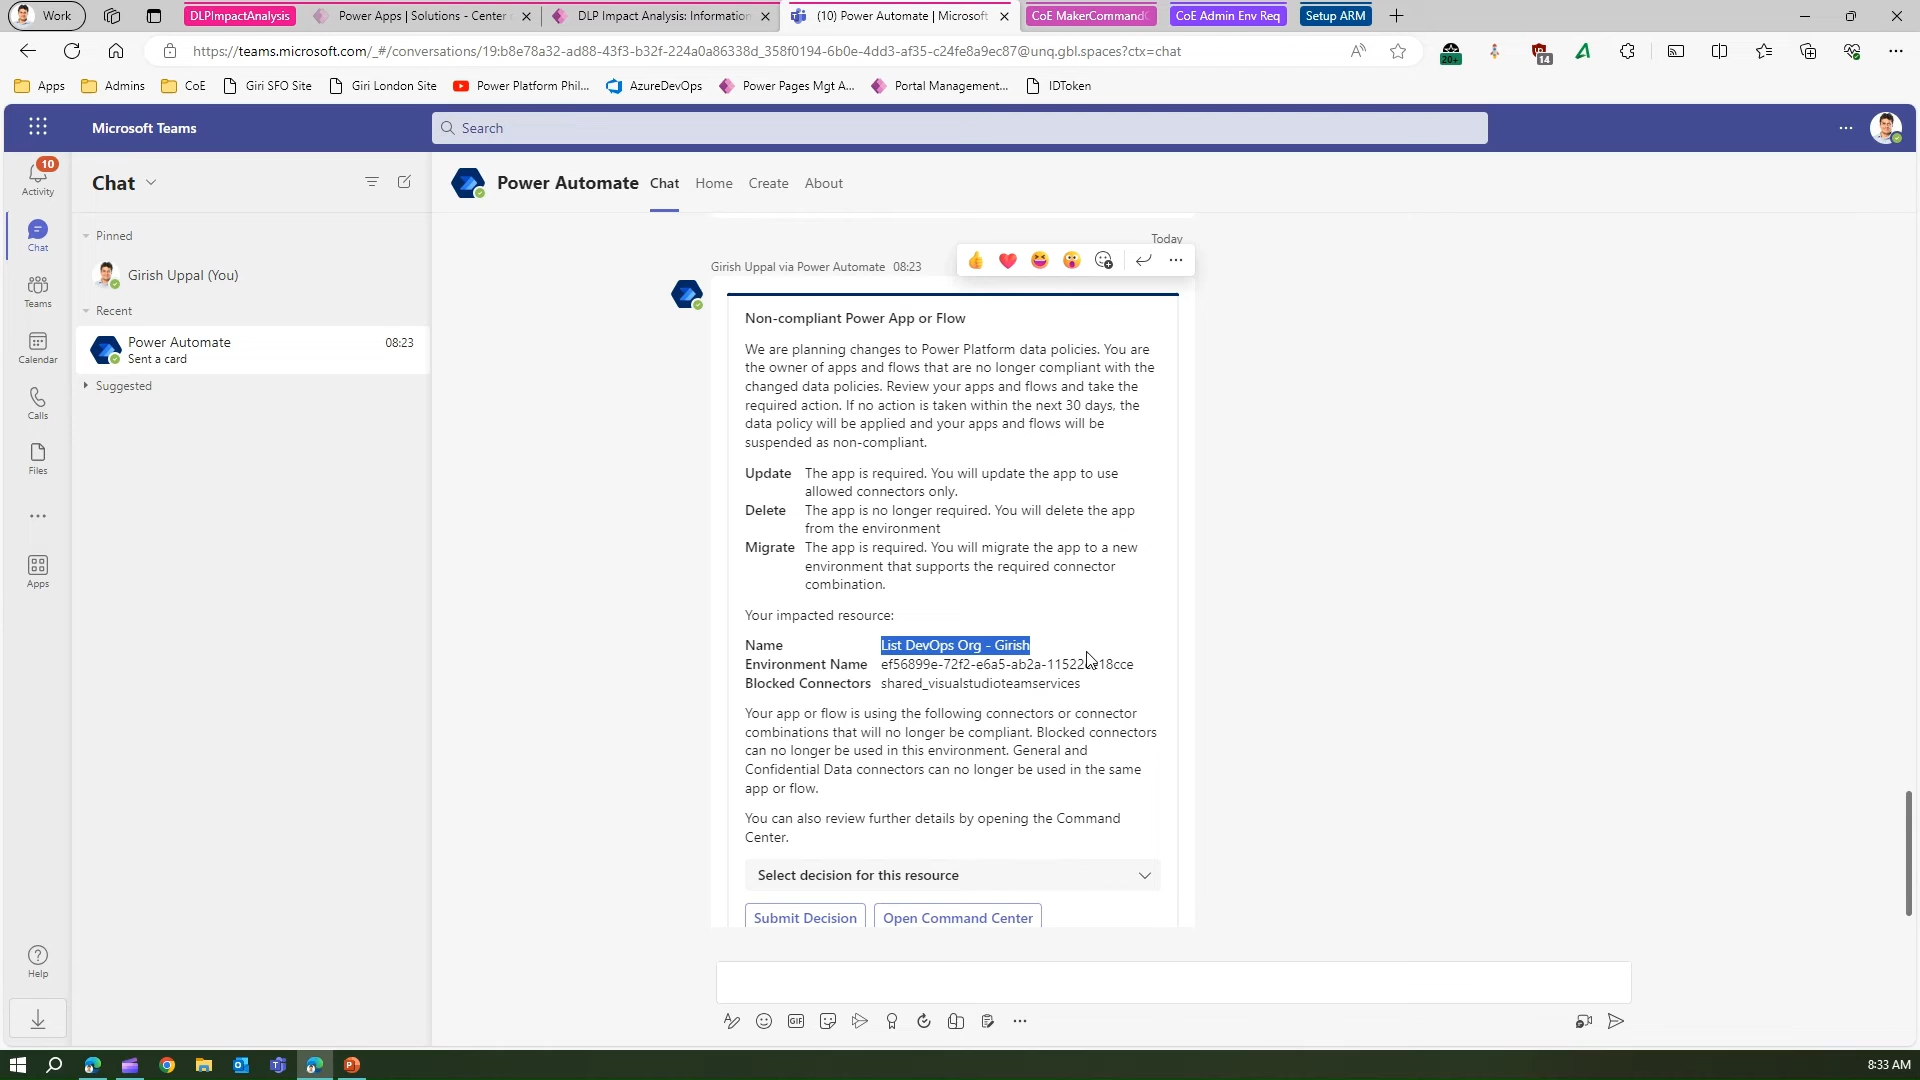 Work
DLPImpactAnalysis
Power Apps | Solutions - Center
DLP Impact Analysis: Information
(10) Power Automate | Microsoft
CoE MakerCommandC
CoE Admin Env Req
Setup ARM
https://teams.microsoft.com/_#/conversations/19:b8e78a32-ad88-43f3-b32f-224a0a86338d_358f0194-6b0e-4dd3-af35-c24fe8a9ec87@unq.gbl.spaces?ctx=chat
20+
14
Apps
Admins
CoE
Giri SFO Site
Giri London Site
Power Platform Phil...
AzureDevOps
Power Pages Mgt A...
Portal Management...
IDToken
Microsoft Teams
Search
10
Activity
Chat
Teams
Calendar
Calls
Files
Apps
Help
Chat
Pinned
Girish Uppal (You)
Recent
Power Automate 08:23
Sent a card
Suggested
Power Automate
Chat
Home
Create
About
Today
Girish Uppal via Power Automate 08:23
Non-compliant Power App or Flow
We are planning changes to Power Platform data policies. You are
the owner of apps and flows that are no longer compliant with the
changed data policies. Review your apps and flows and take the
required action. If no action is taken within the next 30 days, the
data policy will be applied and your apps and flows will be
suspended as non-compliant.
Update The app is required. You will update the app to use
allowed connectors only.
Delete The app is no longer required. You will delete the app
from the environment
Migrate The app is required. You will migrate the app to a new
environment that supports the required connector
combination.
Your impacted resource:
Name List DevOps Org - Girish
Environment Name
Blocked Connectors shared_visualstudioteamservices
Your app or flow is using the following connectors or connector
combinations that will no longer be compliant. Blocked connectors
can no longer be used in this environment. General and
Confidential Data connectors can no longer be used in the same
app or flow.
You can also review further details by opening the Command
Center.
Select decision for this resource
Submit Decision
Open Command Center
GIF
8:33 AM